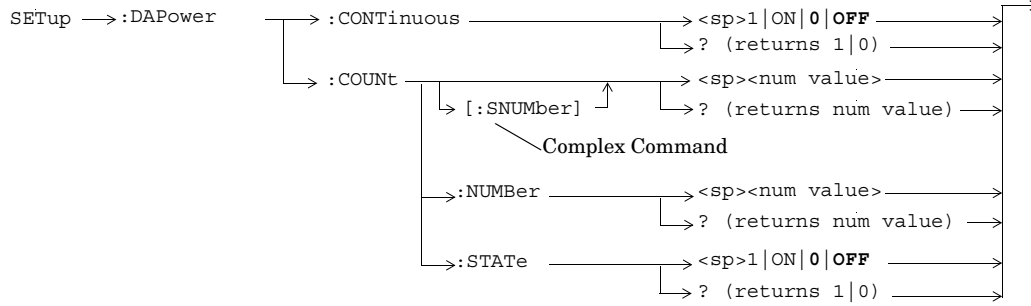 SETup :DAPower :CONTinuous <sp>1|ON|0|OFF
? (returns 1|0)
:COUNt <sp><num value>
[:SNUMber] ? (returns num value)
Complex Command
:NUMBer <sp><num value>
? (returns num value)
:STATe <sp>1|ON|0|OFF
? (returns 1|0)